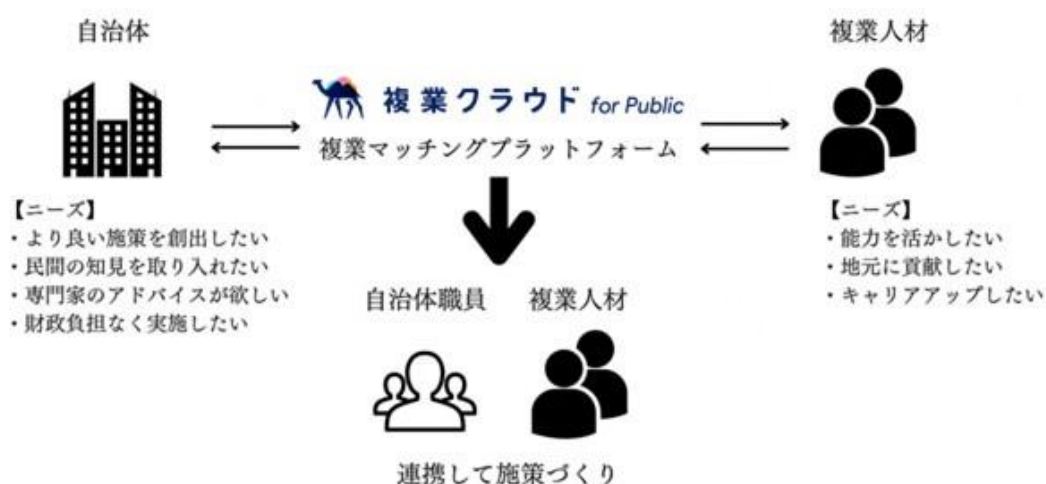 自治体
複業人材
複業クラウド for Public
複業マッチングプラットフォーム
【ニーズ】
・より良い施策を創出したい
・民間の知見を取り入れたい
・専門家のアドバイスが欲しい
・財政負担なく実施したい
【ニーズ】
・能力を活かしたい
・地元に貢献したい
・キャリアアップしたい
自治体職員 複業人材
連携して施策づくり